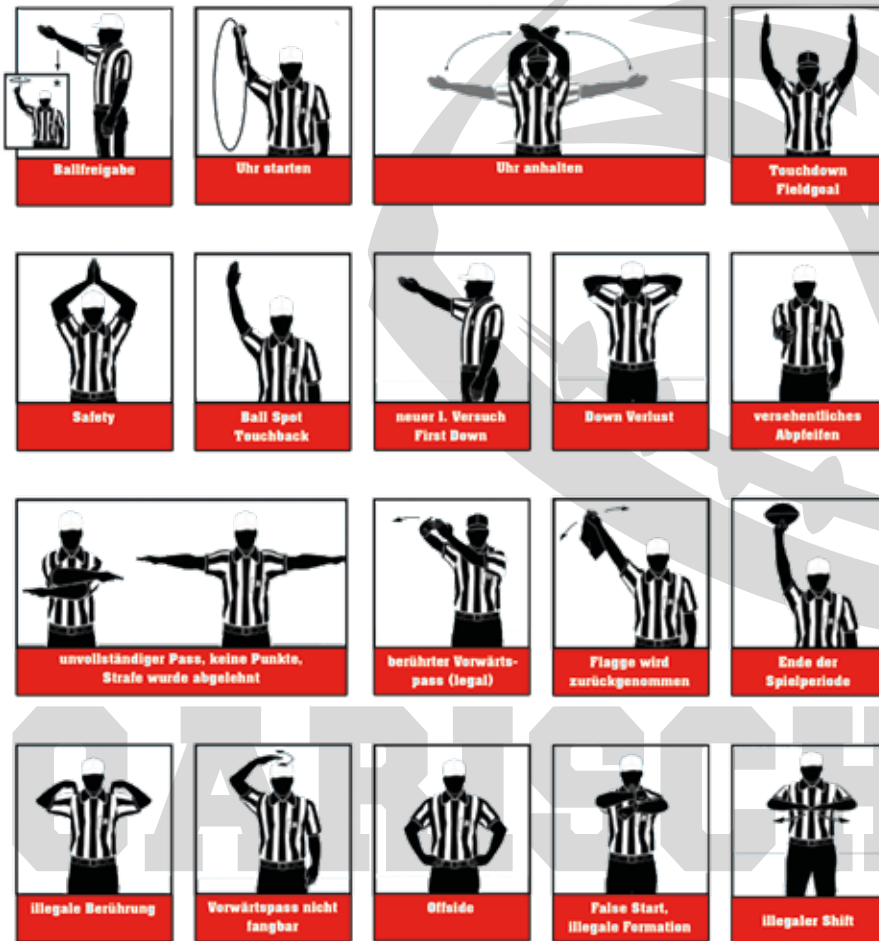 Ballfreigabe
Uhr starten
Uhr anhalten
Touchdown
Fieldgoal
Safety
Ball Spot
Touchback
neuer 1. Versuch
First Down
Down Verlust
versehentliches
Abpfeifen
unvollständiger Pass, keine Punkte,
Strafe wurde abgelehnt
berührter Vorwärts-
pass (legal)
Flagge wird
zurückgenommen
Ende der
Spielperiode
illegale Berührung
Vorwärtspass nicht
fangbar
Offside
False Start,
illegale Formation
illegaler Shift